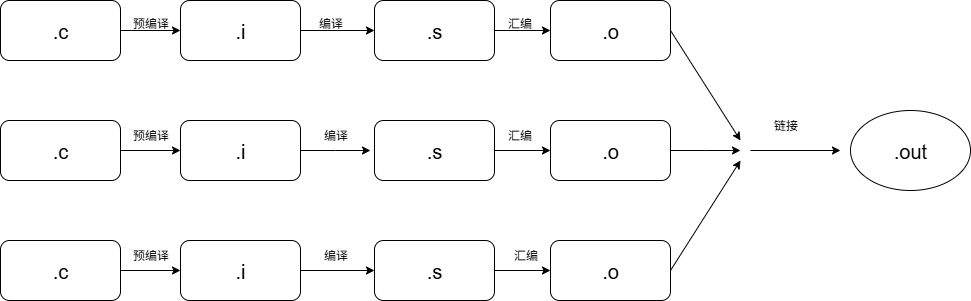 .c 预编译 .i 编译 .s 汇编 .o
链接
.c 预编译 .i 编译 .s 汇编 .o
.out
.c 预编译 .i 编译 .s 汇编 .o